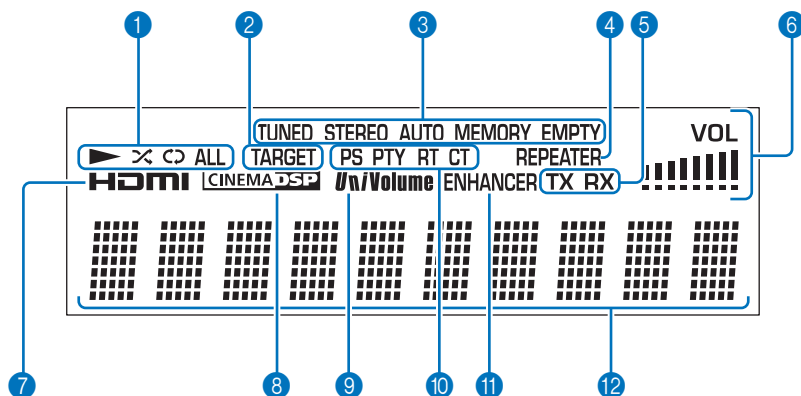 1 2 3 4 5 6
TUNED STEREO AUTO MEMORY EMPTY
VOL
ALL TARGET PS PTY RT CT REPEATER
HDMI CINEMA DSP UniVolume ENHANCER TX RX
7 8 9 10 11 12